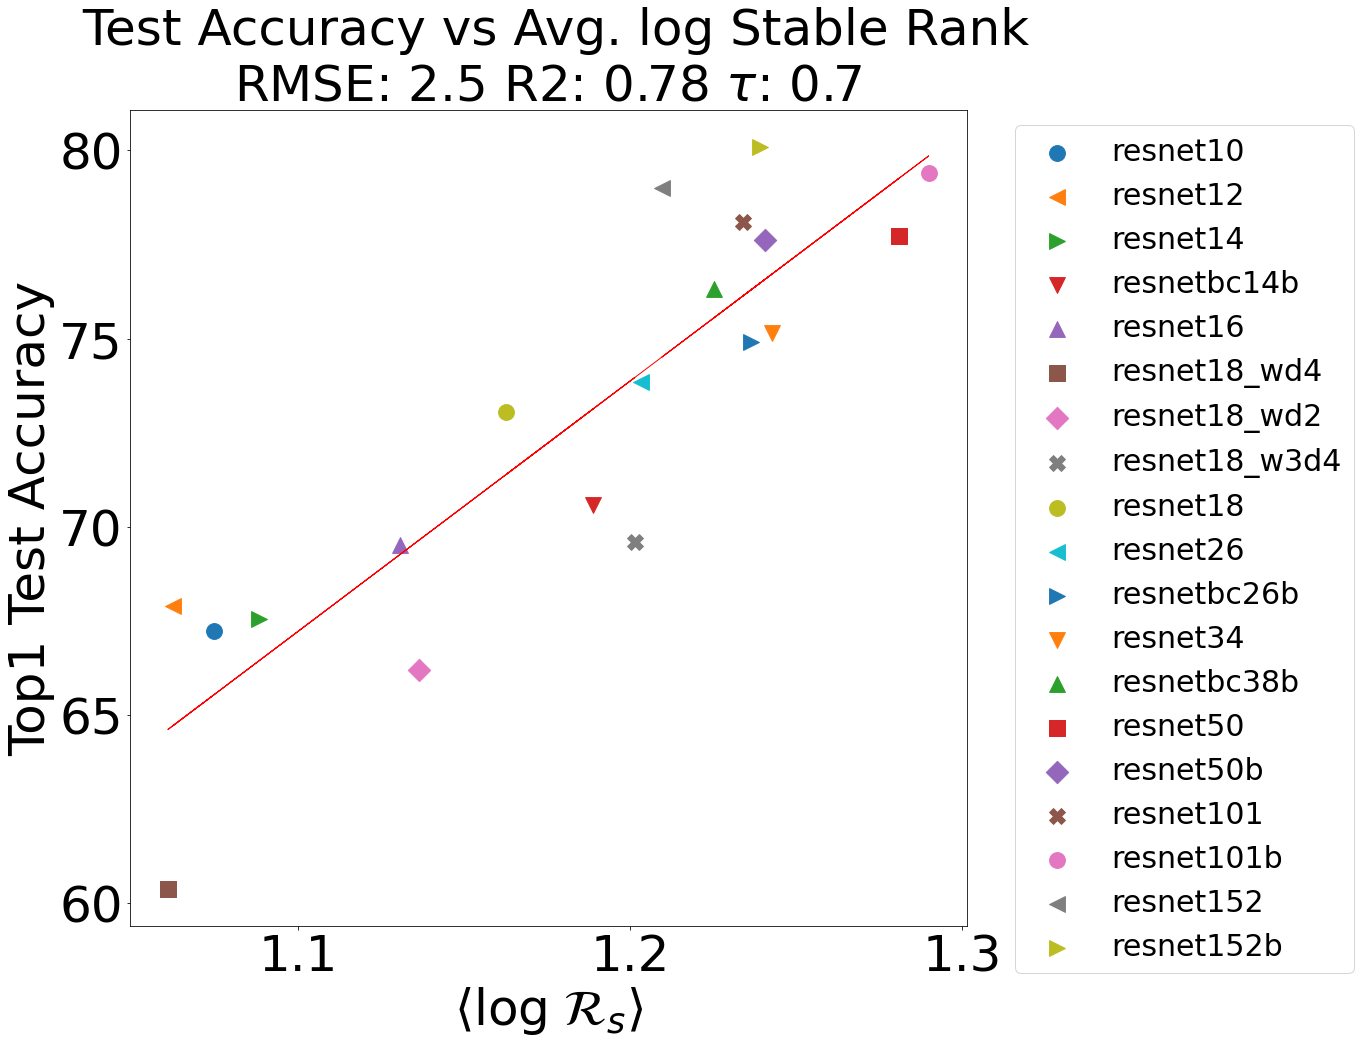 Test Accuracy vs Avg. log Stable Rank
RMSE: 2.5 R2: 0.78 τ: 0.7
80
75
70
65
60
Top1 Test Accuracy
1.1 1.2 1.3
⟨log ℛₛ⟩
resnet10
resnet12
resnet14
resnetbc14b
resnet16
resnet18_wd4
resnet18_wd2
resnet18_w3d4
resnet18
resnet26
resnetbc26b
resnet34
resnetbc38b
resnet50
resnet50b
resnet101
resnet101b
resnet152
resnet152b